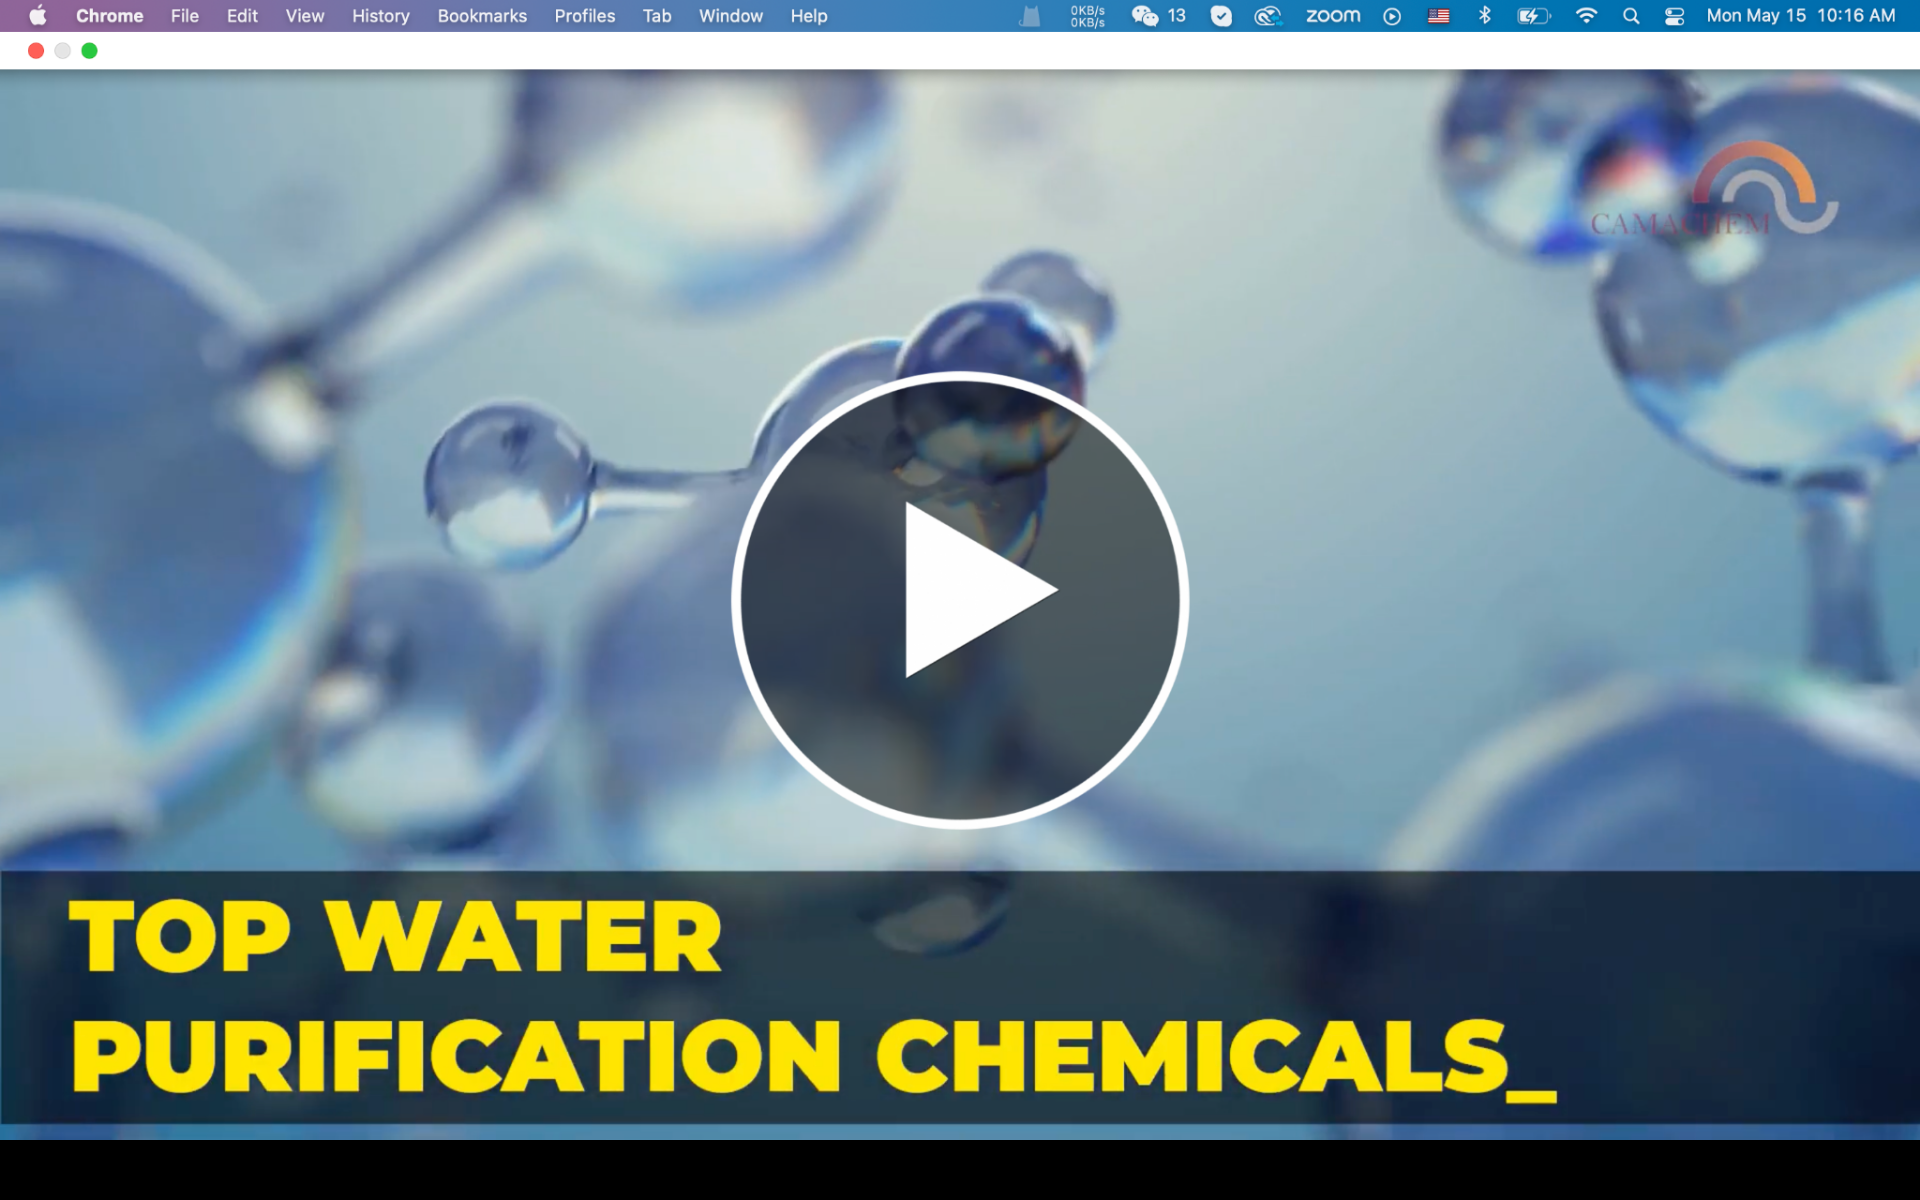 Chrome File Edit View History Bookmarks Profiles Tab Window Help 0KB/s 0KB/s 13 zoom Mon May 15 10:16 AM
CAMACHEM
TOP WATER
PURIFICATION CHEMICALS_